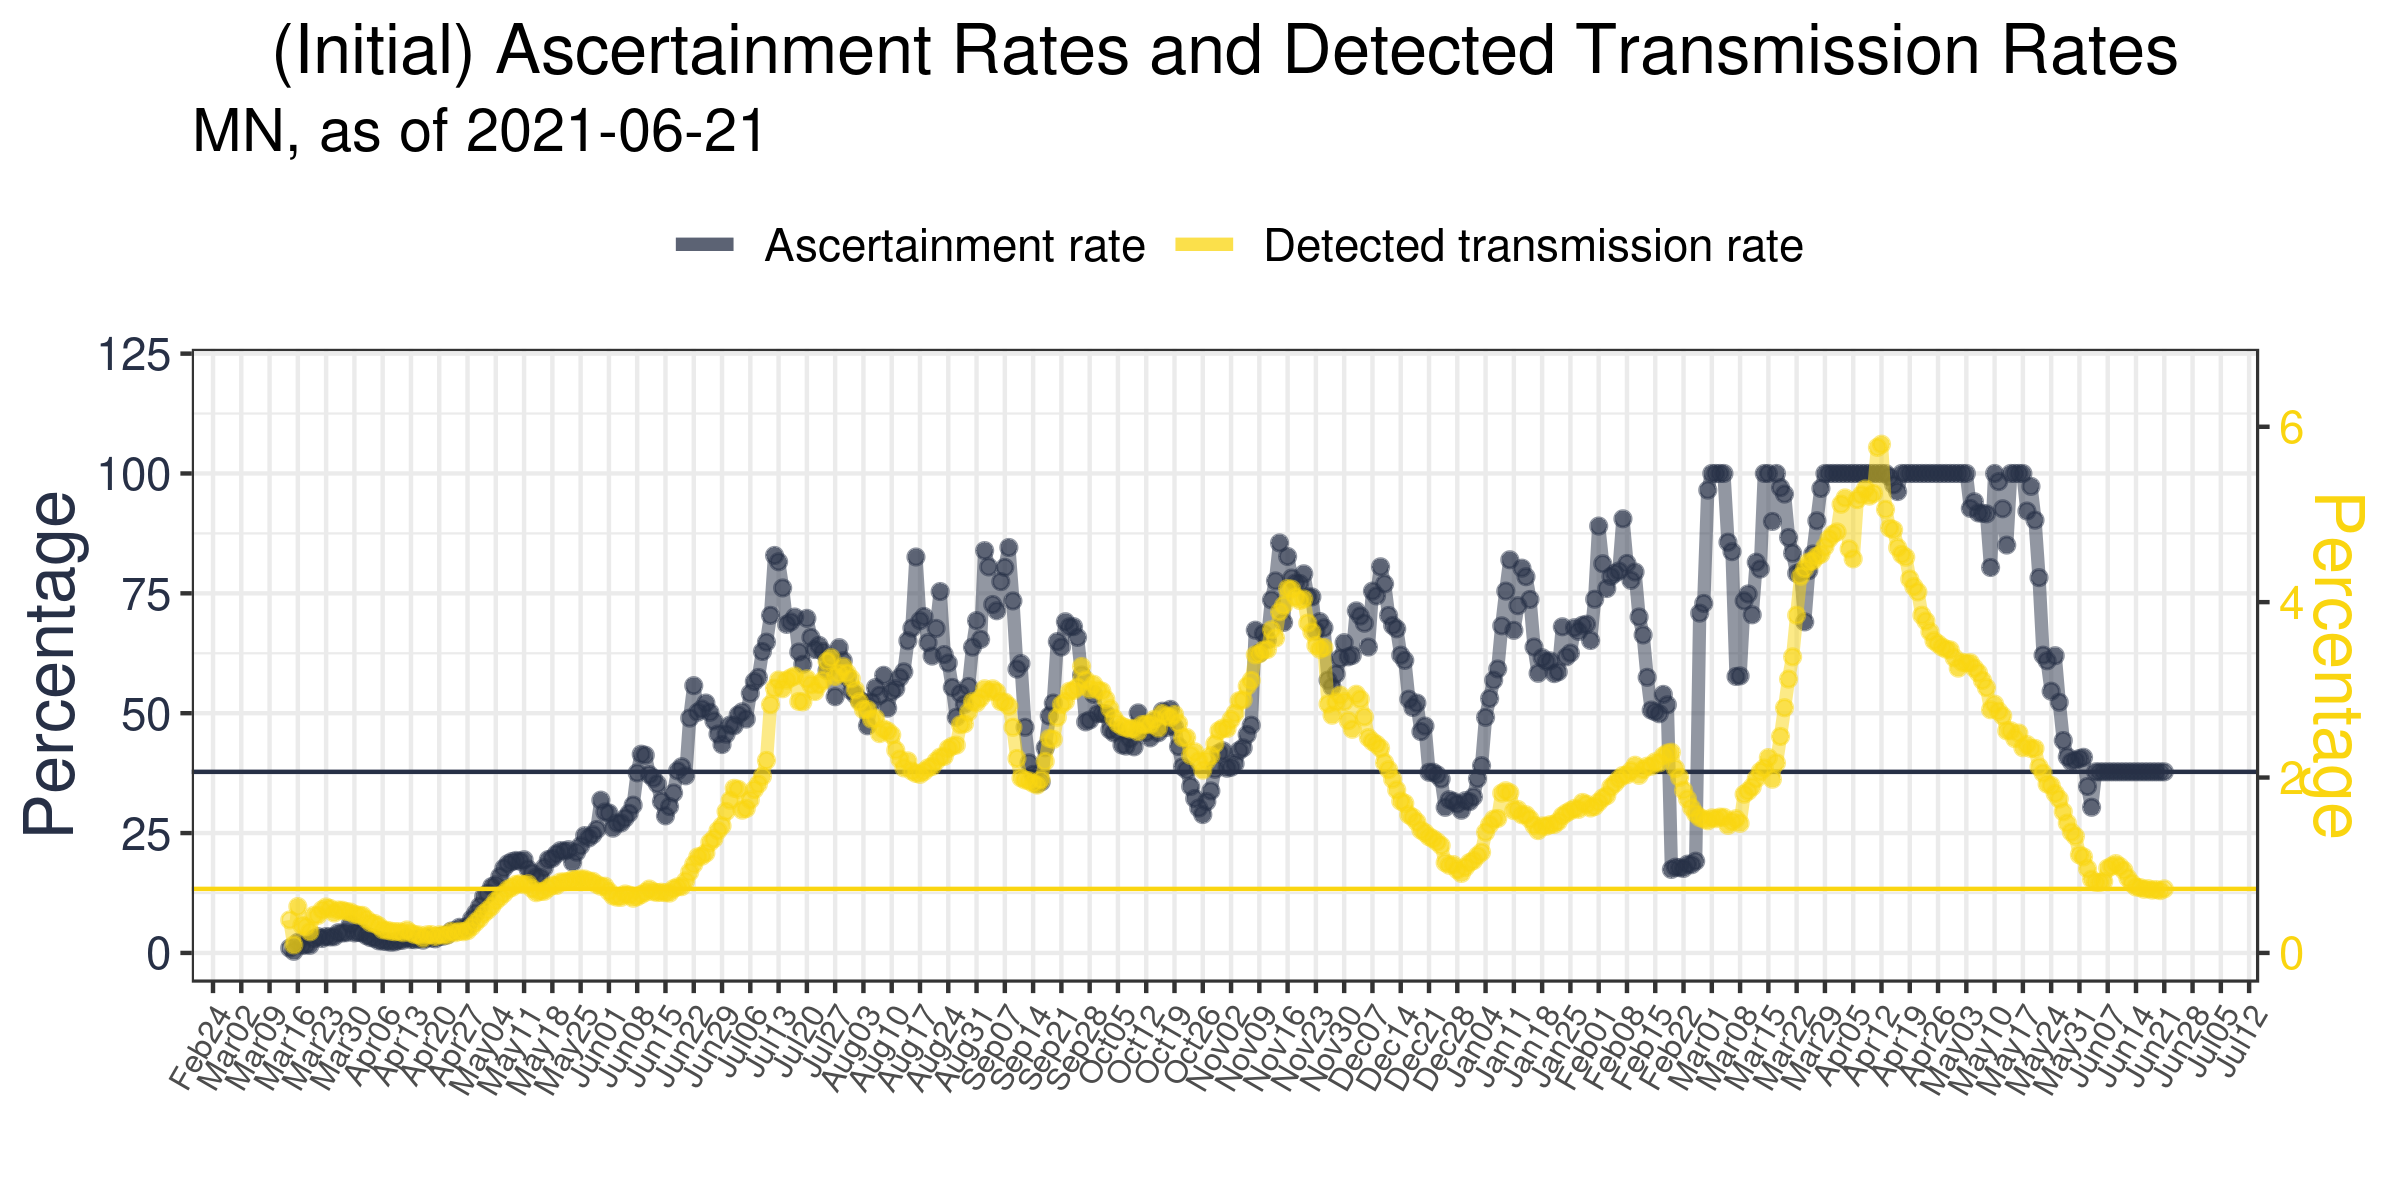 (Initial) Ascertainment Rates and Detected Transmission Rates
MN, as of 2021-06-21
Ascertainment rate
Detected transmission rate
Percentage
125
100
75
50
25
0
6
4
2
0
Percentage
Feb24
Mar02
Mar09
Mar16
Mar23
Mar30
Apr06
Apr13
Apr20
Apr27
May04
May11
May18
May25
Jun01
Jun08
Jun15
Jun22
Jun29
Jul06
Jul13
Jul20
Jul27
Aug03
Aug10
Aug17
Aug24
Aug31
Sep07
Sep14
Sep21
Sep28
Oct05
Oct12
Oct19
Oct26
Nov02
Nov09
Nov16
Nov23
Nov30
Dec07
Dec14
Dec21
Dec28
Jan04
Jan11
Jan18
Jan25
Feb01
Feb08
Feb15
Feb22
Mar01
Mar08
Mar15
Mar22
Mar29
Apr05
Apr12
Apr19
Apr26
May03
May10
May17
May24
May31
Jun07
Jun14
Jun21
Jun28
Jul05
Jul12